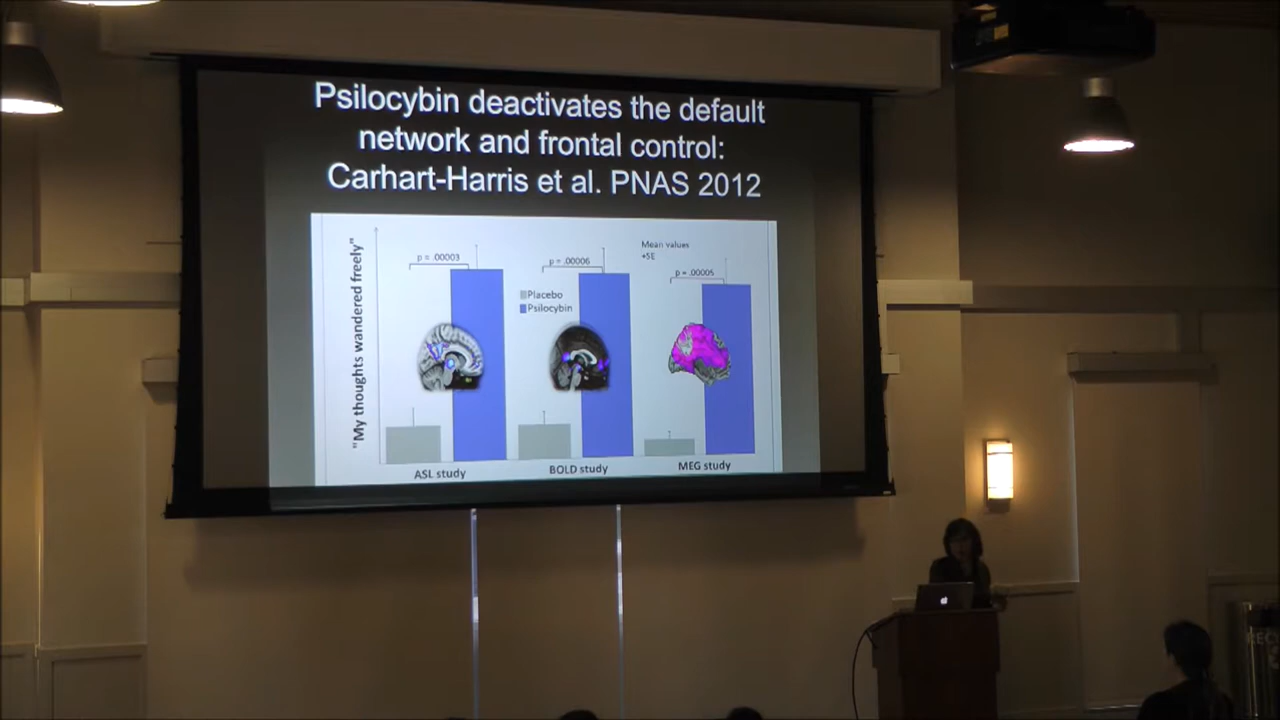 Psilocybin deactivates the default
network and frontal control:
Carhart-Harris et al. PNAS 2012
"My thoughts wandered freely"
p = .00003
p = .00006
Mean values
+SE
p = .00005
Placebo
Psilocybin
ASL study
BOLD study
MEG study
REC